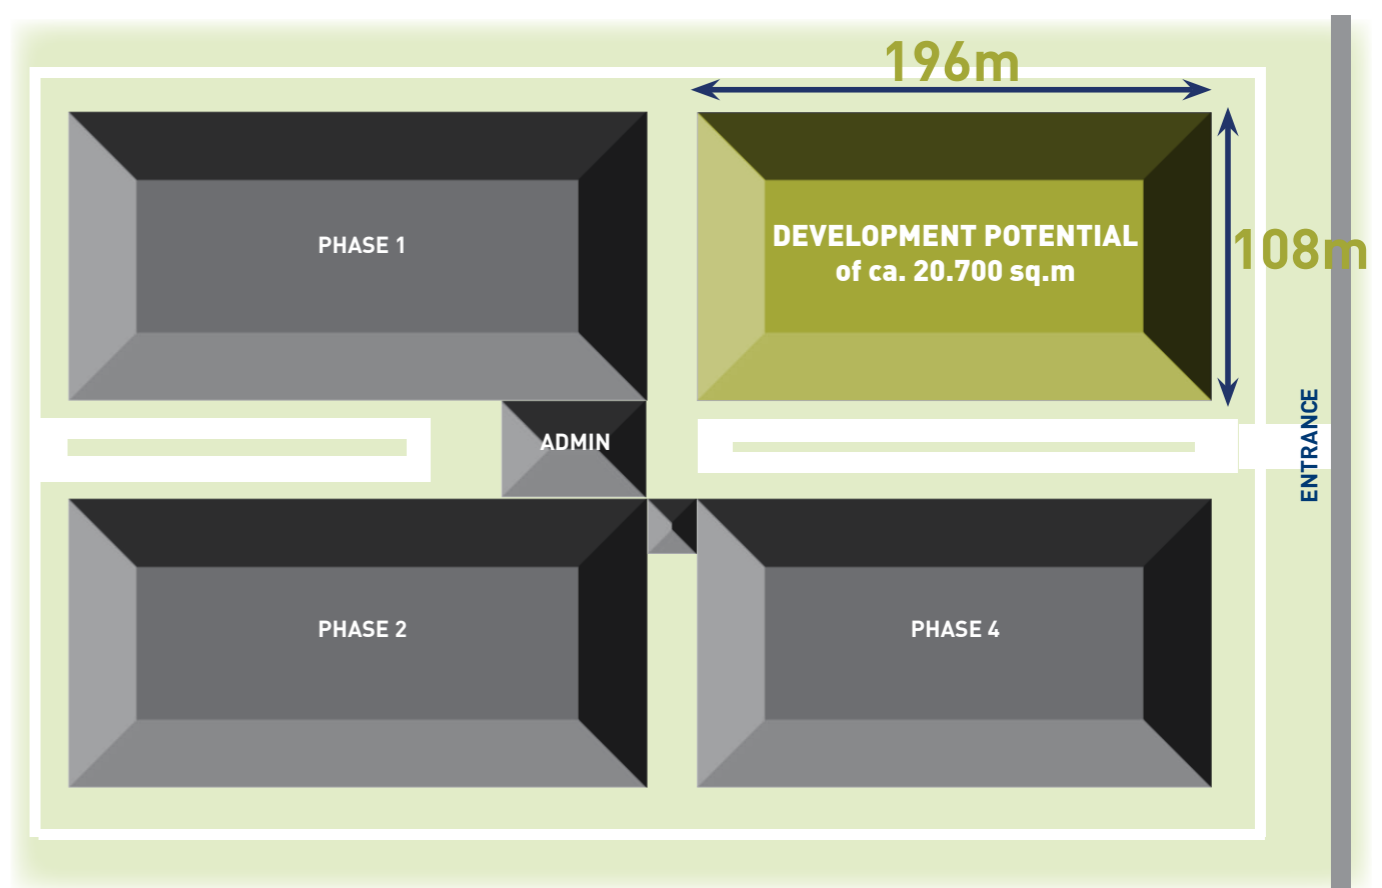 196m
PHASE 1
DEVELOPMENT POTENTIAL
of ca. 20.700 sq.m
108m
ADMIN
ENTRANCE
PHASE 2
PHASE 4